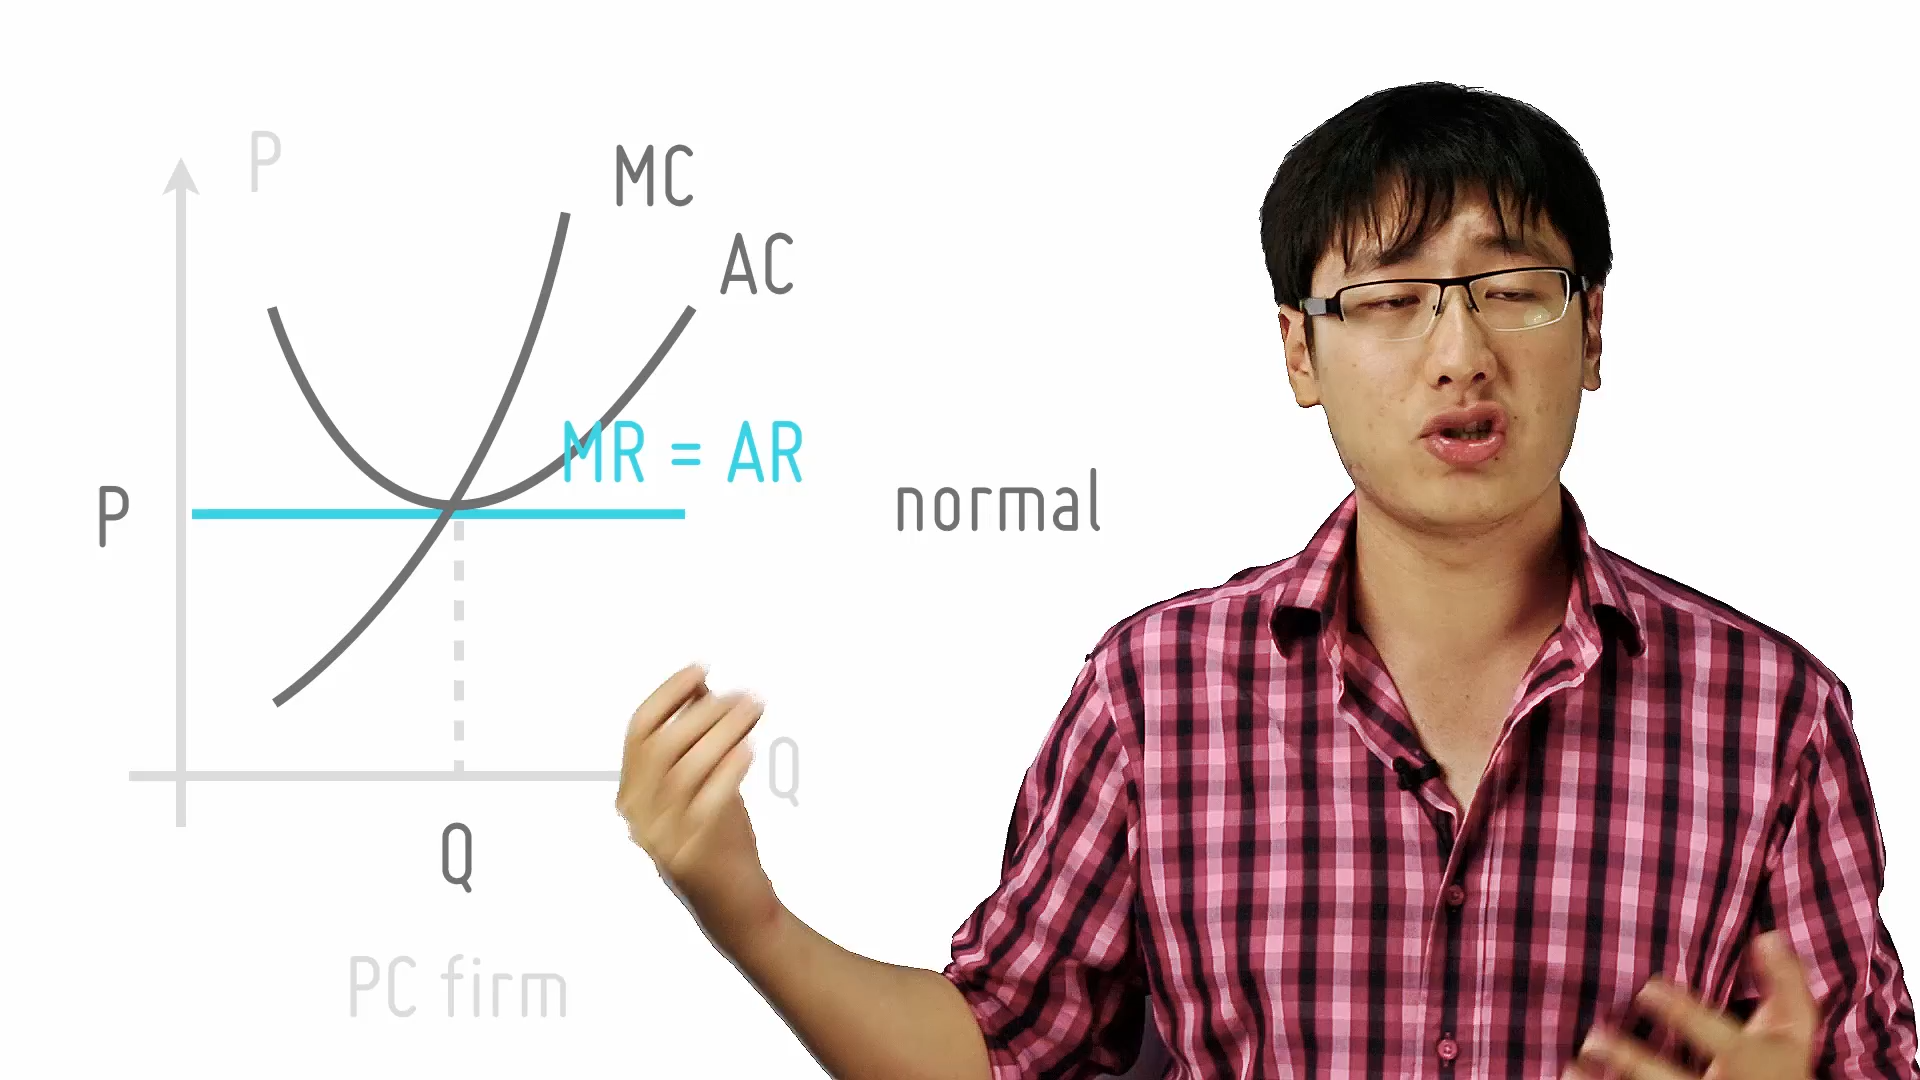 P
MC
AC
MR = AR
P
normal
Q
Q
PC firm